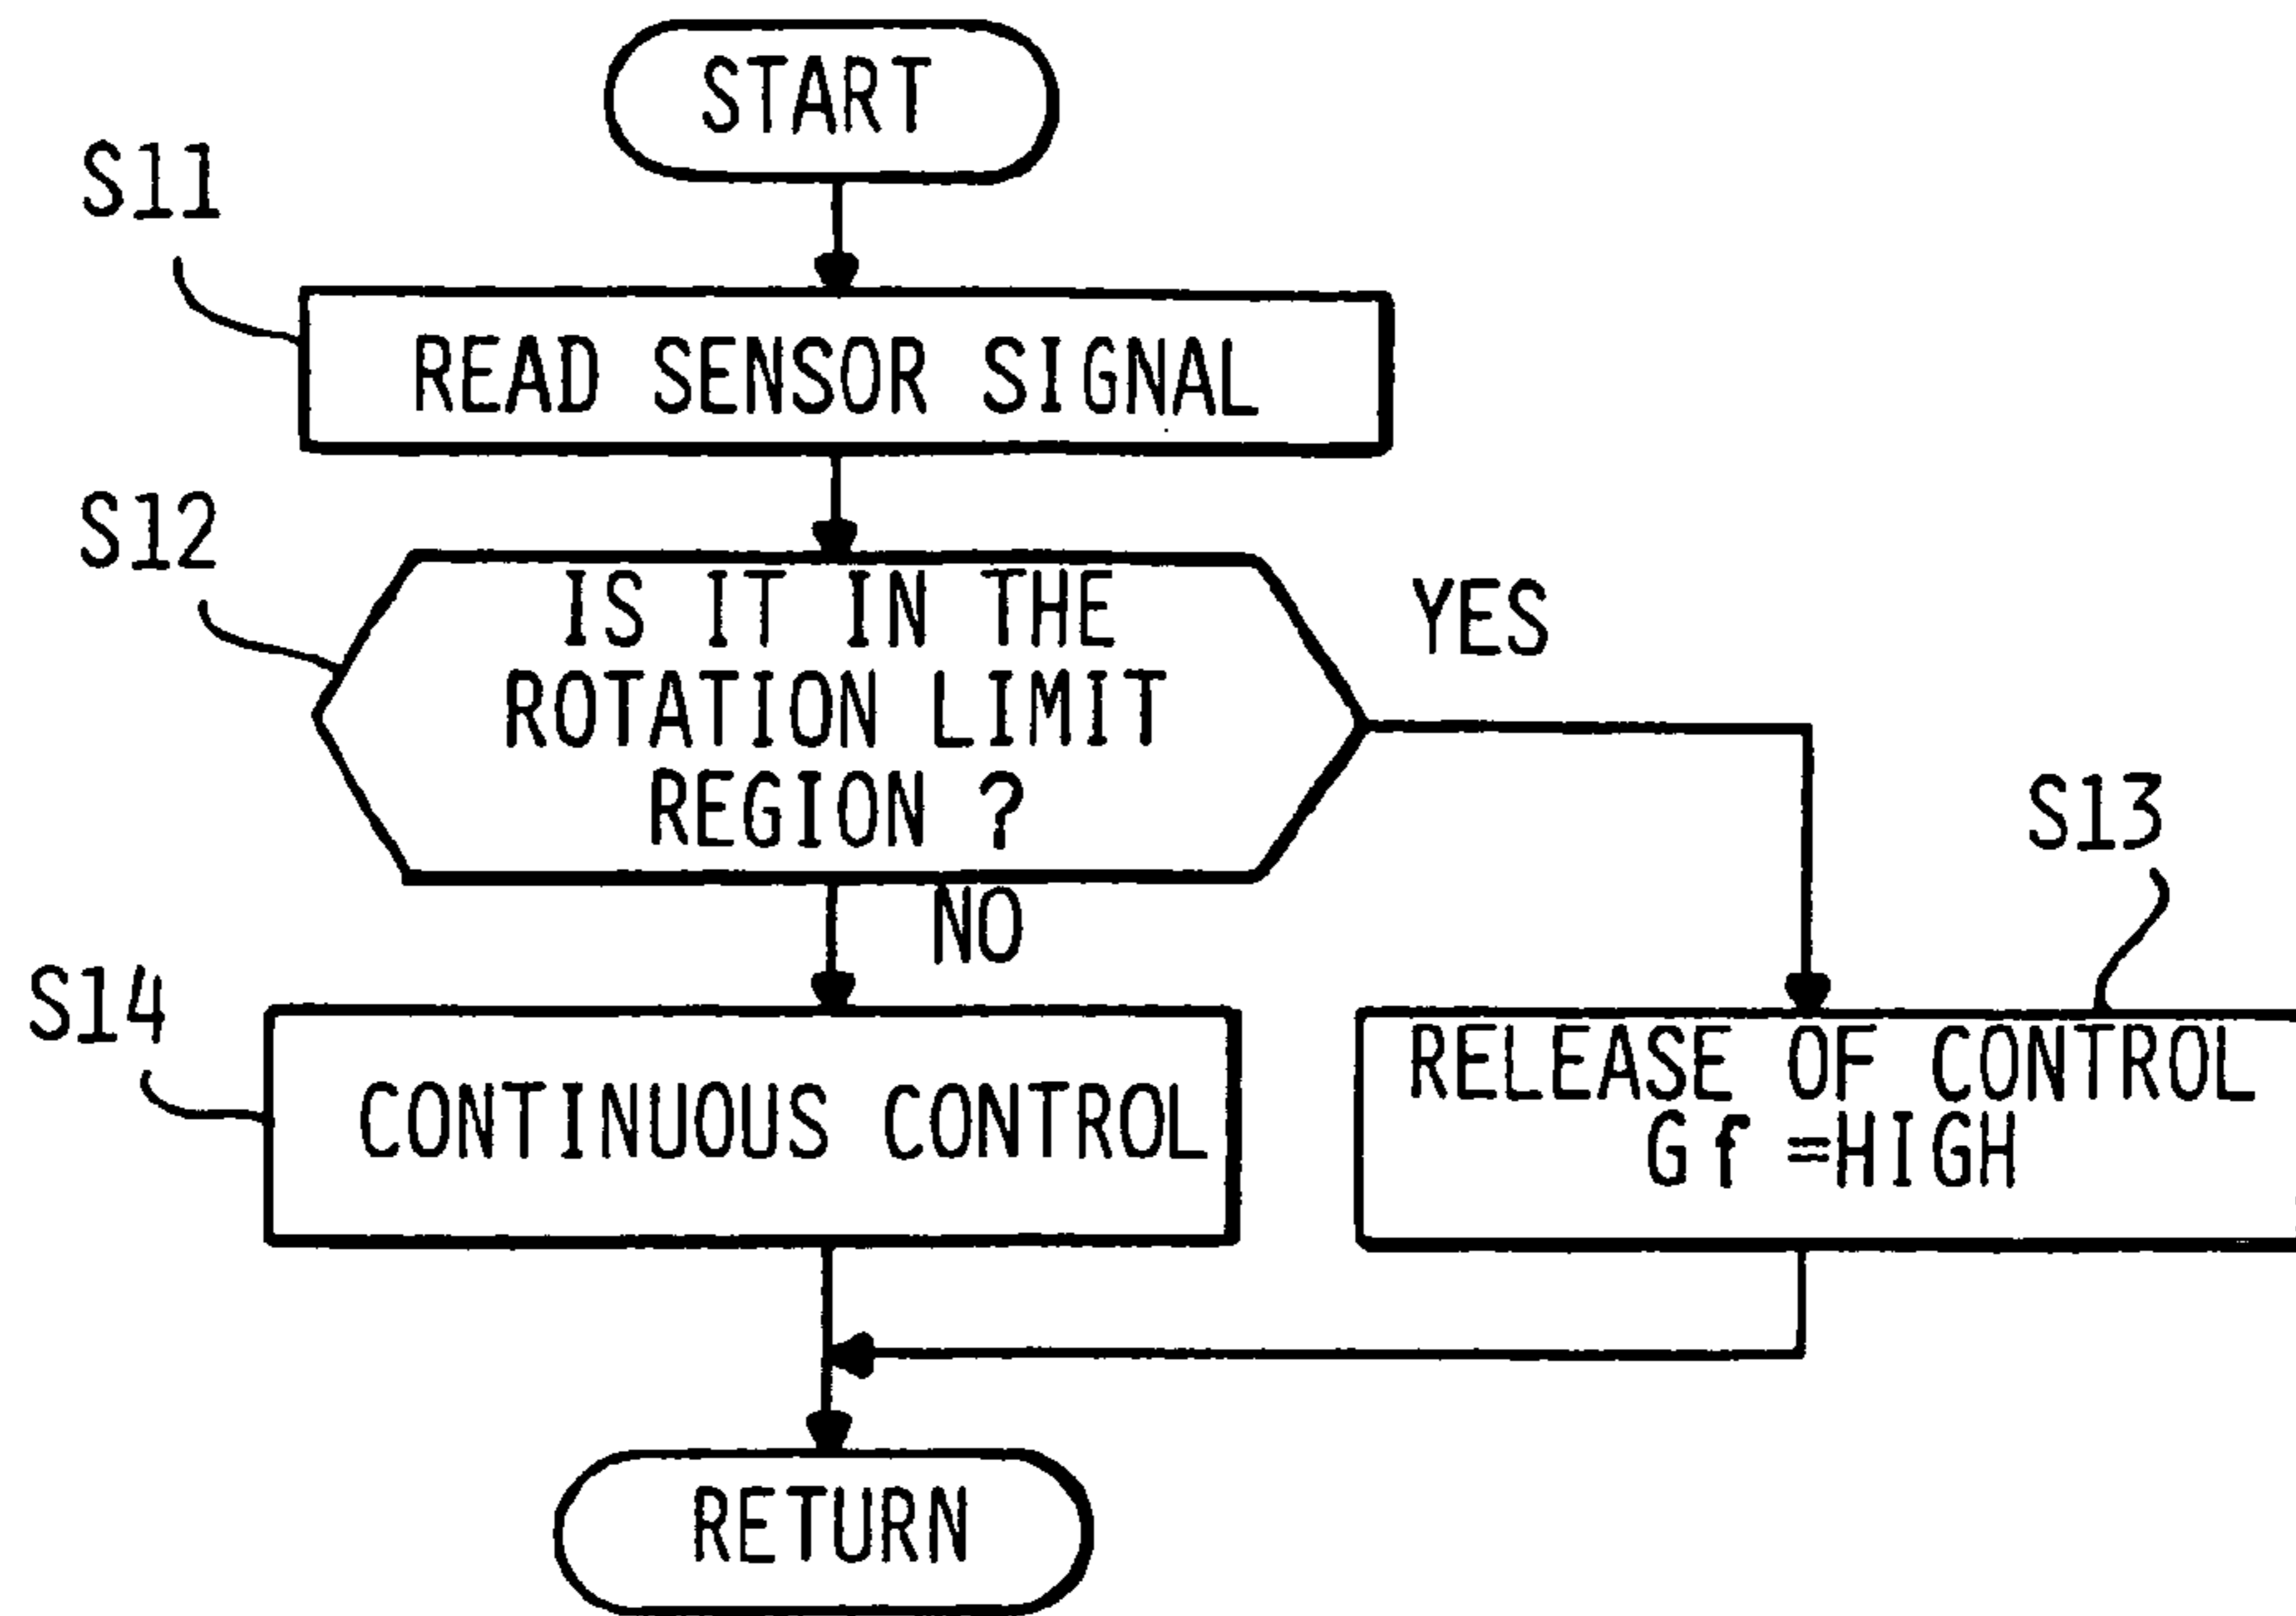 START
S11
READ SENSOR SIGNAL
S12
IS IT IN THE
ROTATION LIMIT
REGION ?
YES
NO
S13
S14
CONTINUOUS CONTROL
RELEASE OF CONTROL
Gf =HIGH
RETURN